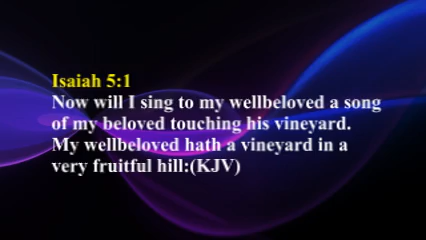 Isaiah 5:1
Now will I sing to my wellbeloved a song
of my beloved touching his vineyard.
My wellbeloved hath a vineyard in a
very fruitful hill:(KJV)